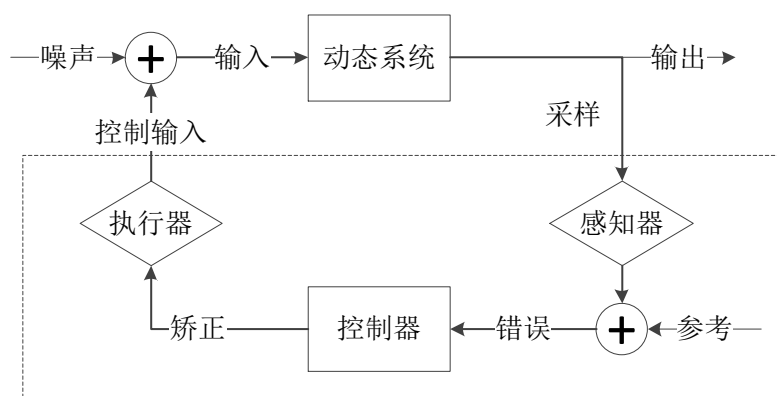 噪声
+
输入
动态系统
输出
控制输入
采样
执行器
感知器
矫正
控制器
错误
+
参考